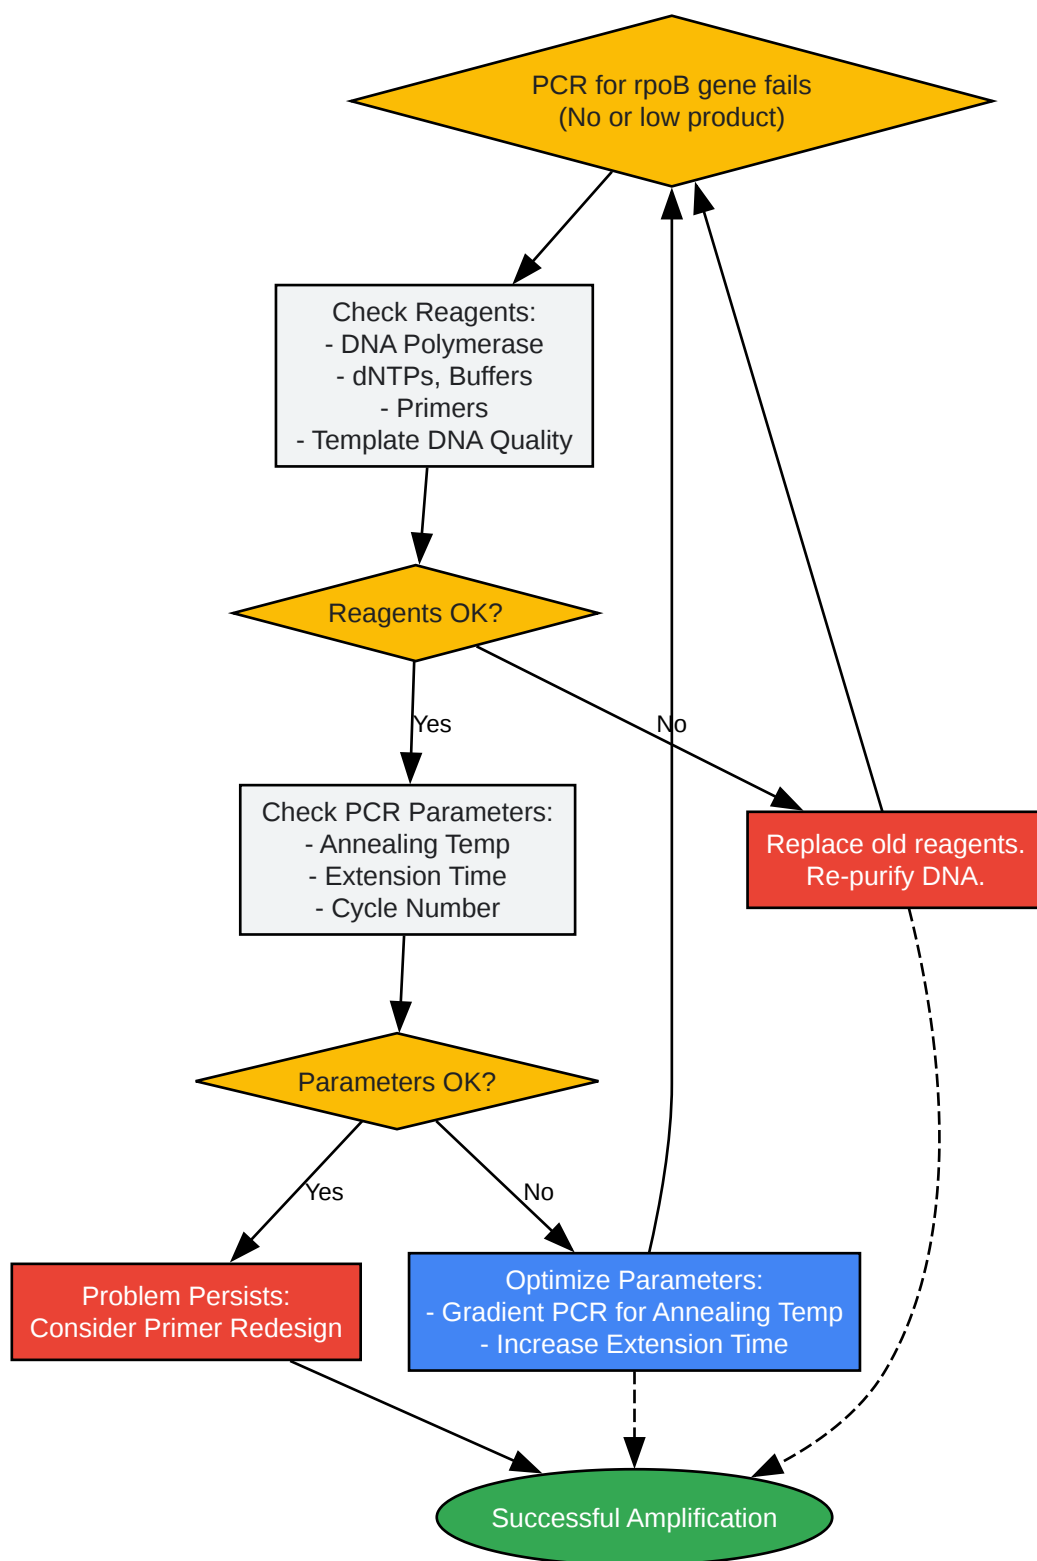 PCR for rpoB gene fails
(No or low product)
Check Reagents:
- DNA Polymerase
- dNTPs, Buffers
- Primers
- Template DNA Quality
Reagents OK?
Yes
No
Check PCR Parameters:
- Annealing Temp
- Extension Time
- Cycle Number
Replace old reagents.
Re-purify DNA.
Parameters OK?
Yes
No
Problem Persists:
Consider Primer Redesign
Optimize Parameters:
- Gradient PCR for Annealing Temp
- Increase Extension Time
Successful Amplification